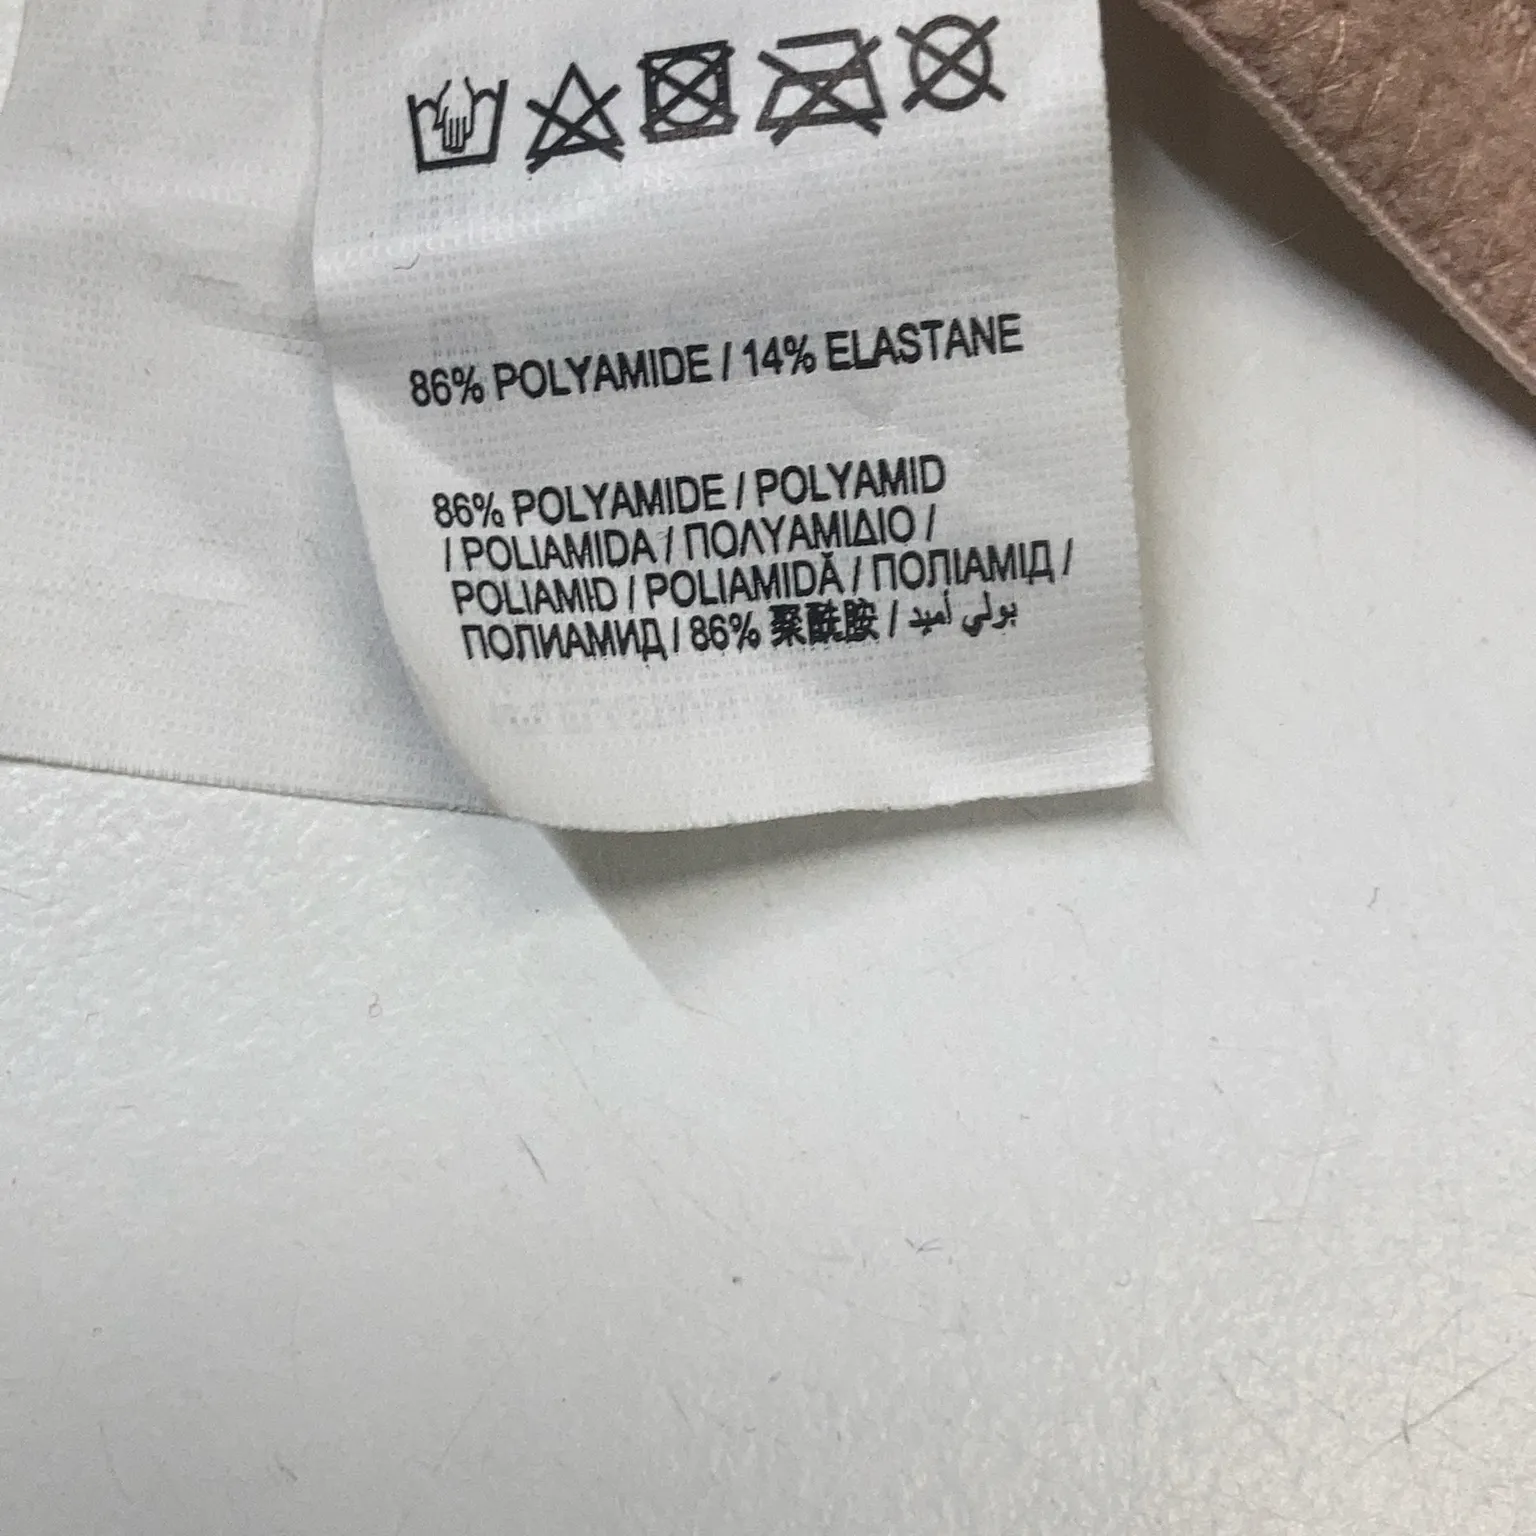 86% POLYAMIDE / 14% ELASTANE
86% POLYAMIDE / POLYAMID
/ POLIAMIDA / ΠΟΛΥΑΜΙΔΙΟ /
POLIAMID / POLIAMIDĂ / ПОЛІАМІД /
ПОЛИАМИД / 86% 聚酰胺 / بولي أميد